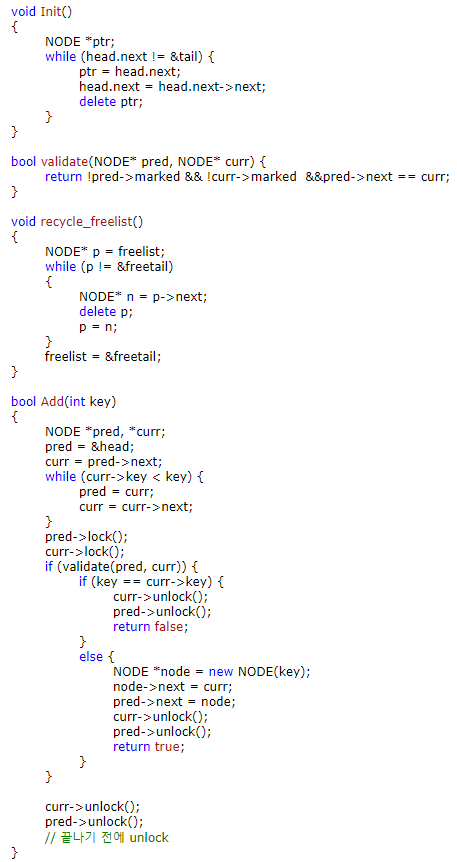 void Init()
{
NODE *ptr;
while (head.next != &tail) {
ptr = head.next;
head.next = head.next->next;
delete ptr;
}
}
bool validate(NODE* pred, NODE* curr) {
return !pred->marked && !curr->marked  &&pred->next == curr;
}
void recycle_freelist()
{
NODE* p = freelist;
while (p != &freetail)
{
NODE* n = p->next;
delete p;
p = n;
}
freelist = &freetail;
}
bool Add(int key)
{
NODE *pred, *curr;
pred = &head;
curr = pred->next;
while (curr->key < key) {
pred = curr;
curr = curr->next;
}
pred->lock();
curr->lock();
if (validate(pred, curr)) {
if (key == curr->key) {
curr->unlock();
pred->unlock();
return false;
}
else {
NODE *node = new NODE(key);
node->next = curr;
pred->next = node;
curr->unlock();
pred->unlock();
return true;
}
}
curr->unlock();
pred->unlock();
// 끝나기 전에 unlock
}